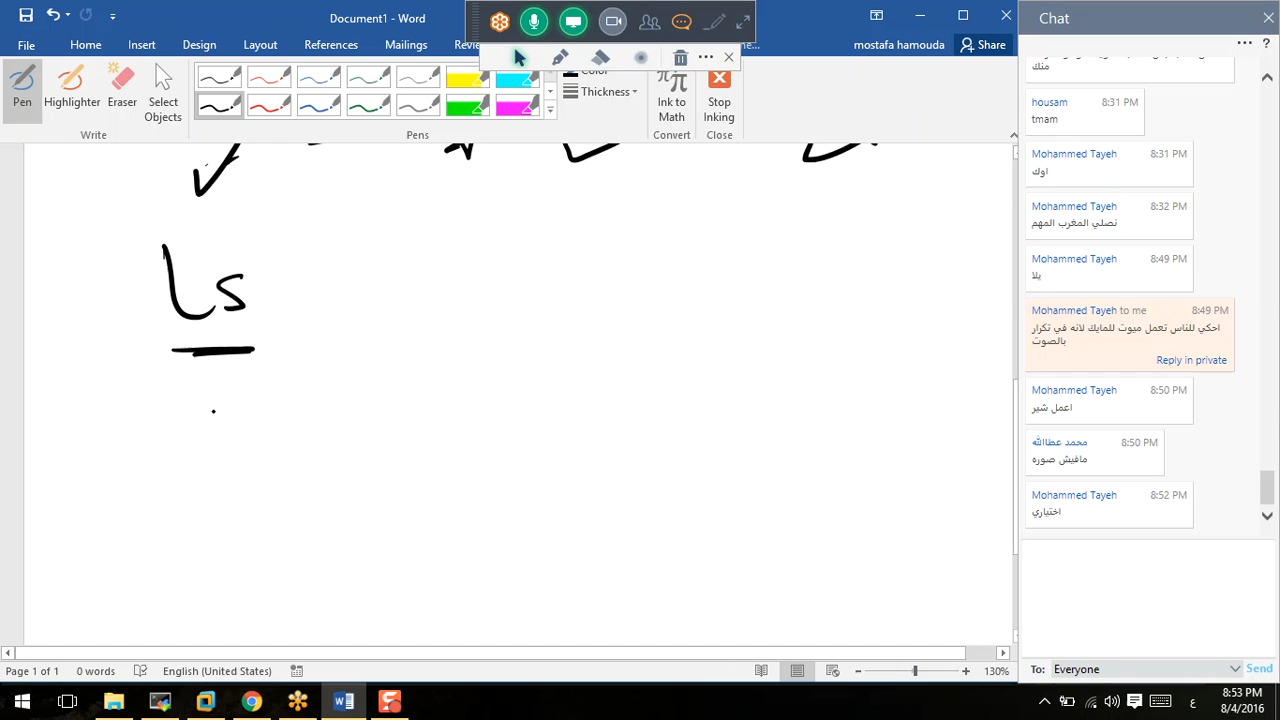 Document1 - Word
File
Home
Insert
Design
Layout
References
Mailings
mostafa hamouda
Share
Pen
Highlighter
Eraser
Select Objects
Write
Pens
Color
Thickness
Ink to Math
Convert
Stop Inking
Close
Ls
Page 1 of 1
0 words
English (United States)
130%
Chat
منك
housam 8:31 PM
tmam
Mohammed Tayeh 8:31 PM
اوك
Mohammed Tayeh 8:32 PM
نصلي المغرب المهم
Mohammed Tayeh 8:49 PM
يلا
Mohammed Tayeh to me 8:49 PM
احكي للناس تعمل ميوت للمايك لانه في تكرار
بالصوت
Reply in private
Mohammed Tayeh 8:50 PM
اعمل شير
محمد عطاالله 8:50 PM
مافيش صوره
Mohammed Tayeh 8:52 PM
اختياري
To: Everyone
Send
ع
8:53 PM
8/4/2016